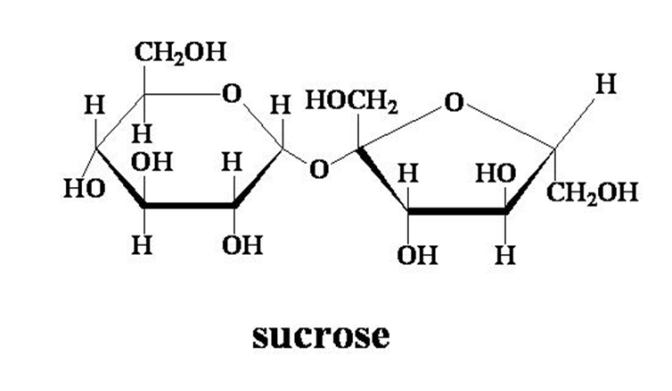 CH₂OH
H O H HOCH₂ O H
H
OH H H HO
HO O CH₂OH
H OH OH H
sucrose